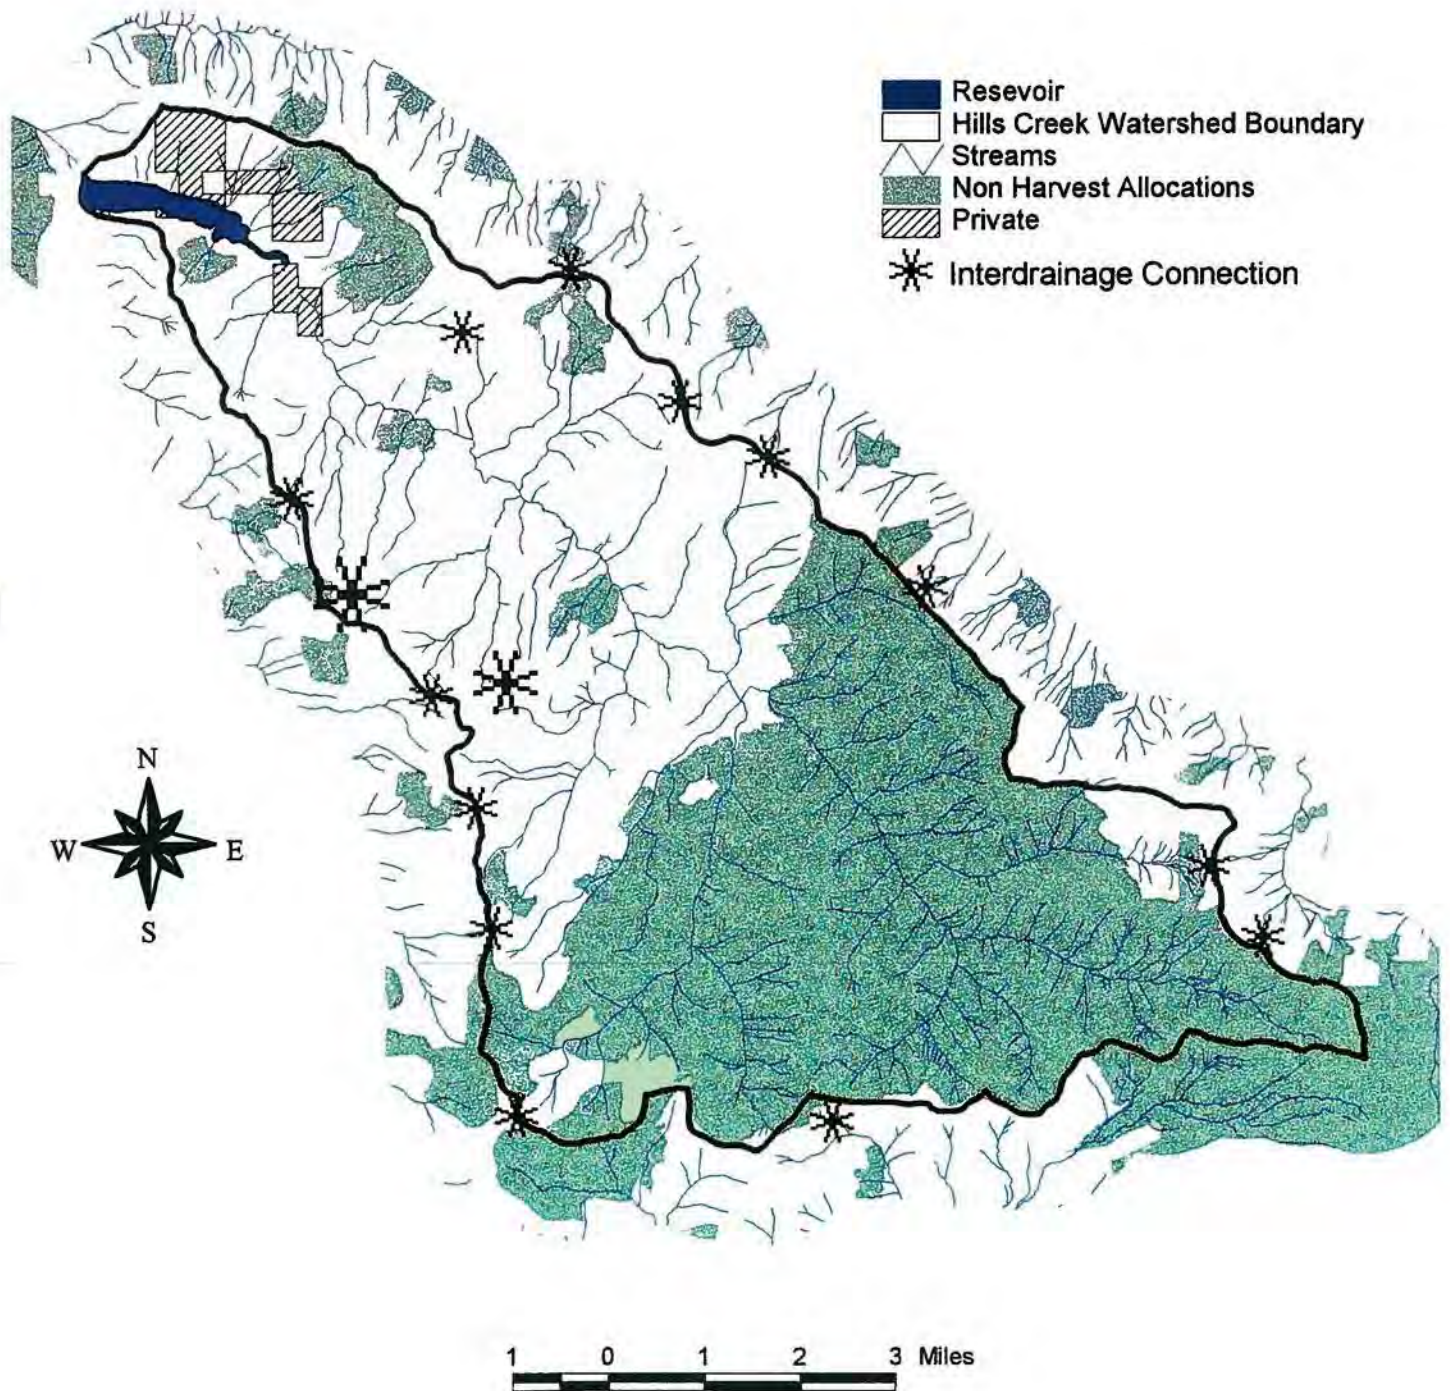 Resevoir
Hills Creek Watershed Boundary
Streams
Non Harvest Allocations
Private
Interdrainage Connection
N
W E
S
1 0 1 2 3 Miles